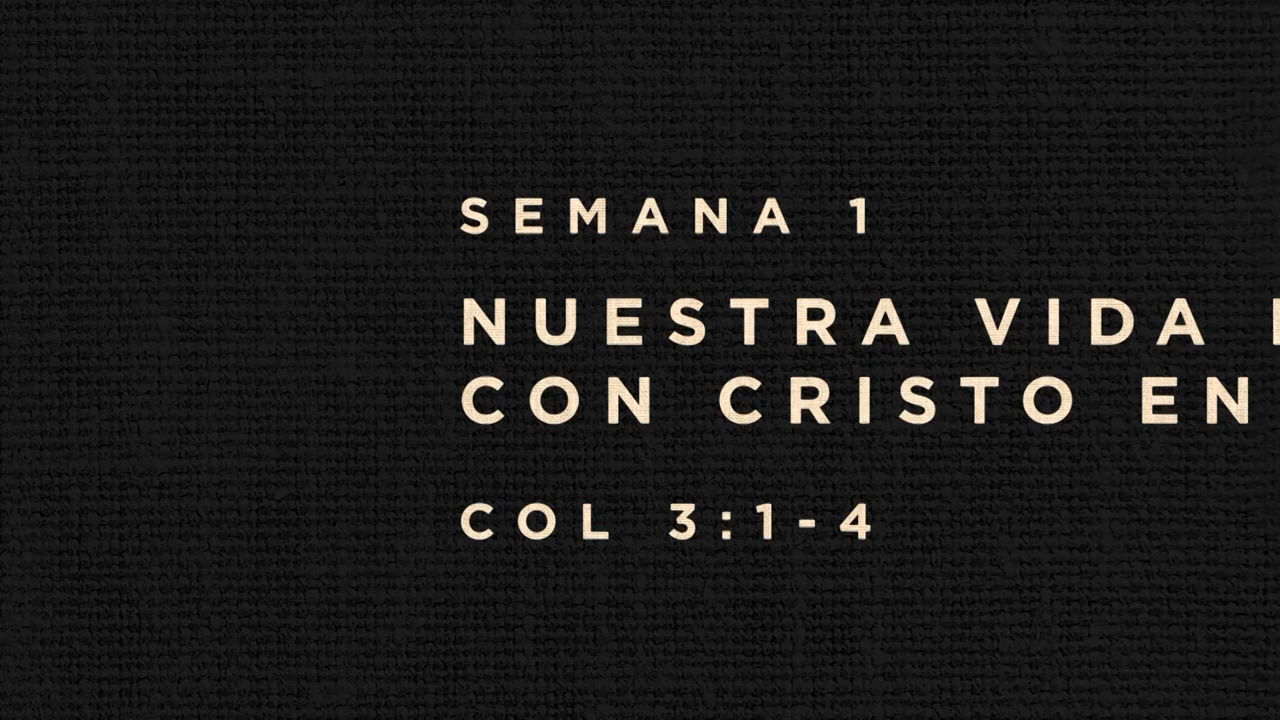 SEMANA 1
NUESTRA VIDA
CON CRISTO EN
COL 3:1-4